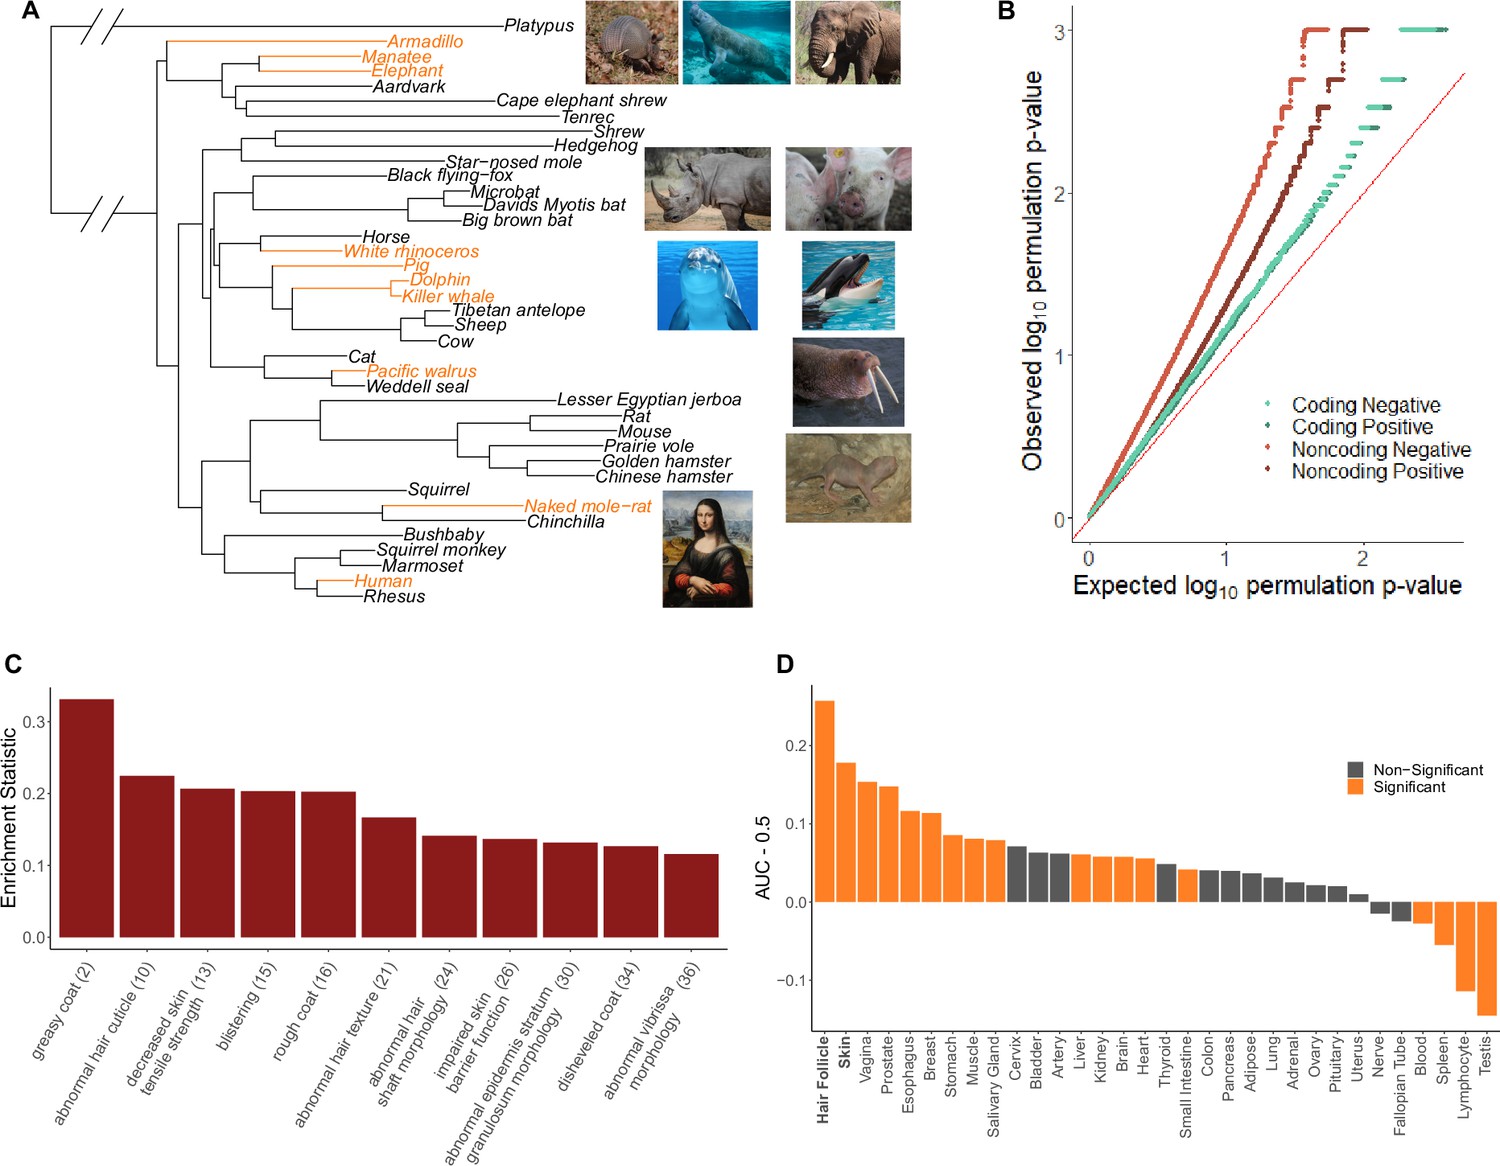 A
Platypus
Armadillo
Manatee
Elephant
Aardvark
Cape elephant shrew
Tenrec
Shrew
Hedgehog
Star−nosed mole
Black flying−fox
Microbat
Davids Myotis bat
Big brown bat
Horse
White rhinoceros
Pig
Dolphin
Killer whale
Tibetan antelope
Sheep
Cow
Cat
Pacific walrus
Weddell seal
Lesser Egyptian jerboa
Rat
Mouse
Prairie vole
Golden hamster
Chinese hamster
Squirrel
Naked mole−rat
Chinchilla
Bushbaby
Squirrel monkey
Marmoset
Human
Rhesus
B
Observed log10 permulation p-value
3
2
1
0
Coding Negative
Coding Positive
Noncoding Negative
Noncoding Positive
0
1
2
Expected log10 permulation p-value
C
Enrichment Statistic
0.3
0.2
0.1
0.0
greasy coat (2)
abnormal hair cuticle (10)
decreased skin
tensile strength (13)
blistering (15)
rough coat (16)
abnormal hair texture (21)
abnormal hair
shaft morphology (24)
impaired skin
barrier function (26)
abnormal epidermis stratum
granulosum morphology (30)
disheveled coat (34)
abnormal vibrissa
morphology (36)
D
AUC - 0.5
0.2
0.1
0.0
−0.1
Non−Significant
Significant
Hair Follicle
Skin
Vagina
Prostate
Esophagus
Breast
Stomach
Muscle
Salivary Gland
Cervix
Bladder
Artery
Liver
Kidney
Brain
Heart
Thyroid
Small Intestine
Colon
Pancreas
Adipose
Lung
Adrenal
Ovary
Pituitary
Uterus
Nerve
Fallopian Tube
Blood
Spleen
Lymphocyte
Testis